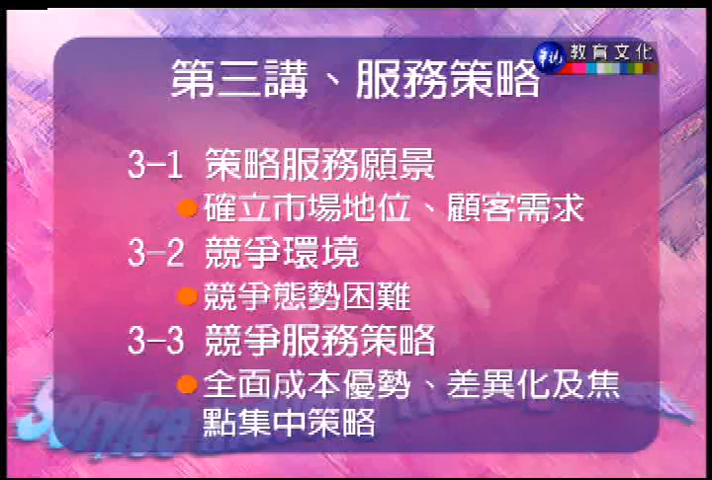 華視 教育文化
第三講、服務策略
3-1 策略服務願景
確立市場地位、顧客需求
3-2 競爭環境
競爭態勢困難
3-3 競爭服務策略
全面成本優勢、差異化及焦
點集中策略
Service